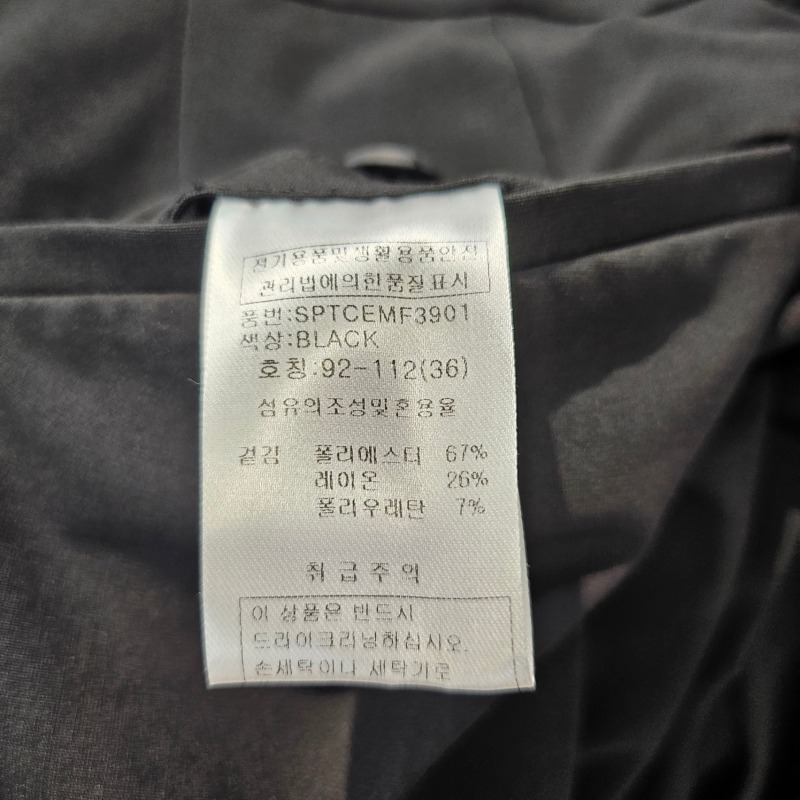 전기용품및생활용품안전
관리법에의한품질표시
품번:SPTCEMF3901
색상:BLACK
호칭:92-112(36)
섬유의조성및혼용율
겉감 폴리에스터 67%
레이온 26%
폴리우레탄 7%
취급주의
이 상품은 반드시
드라이크리닝하십시오.
손세탁이나 세탁기로